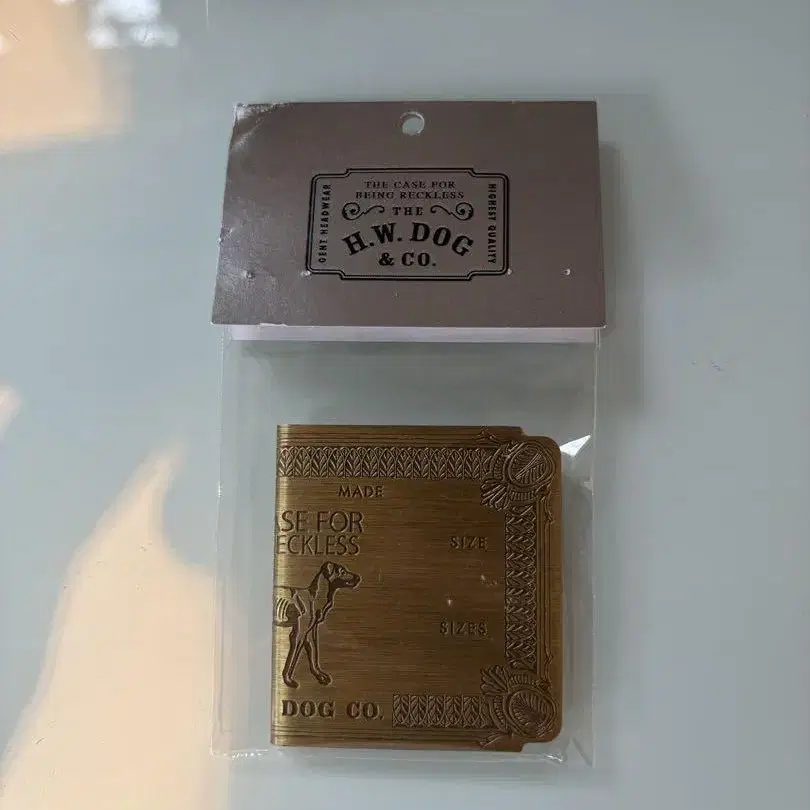 THE CASE FOR
BEING RECKLESS
GENT HEADWEAR
HIGHEST QUALITY
THE
H.W. DOG
& CO.
MADE
ASE FOR
ECKLESS
SIZE
SIZES
DOG CO.